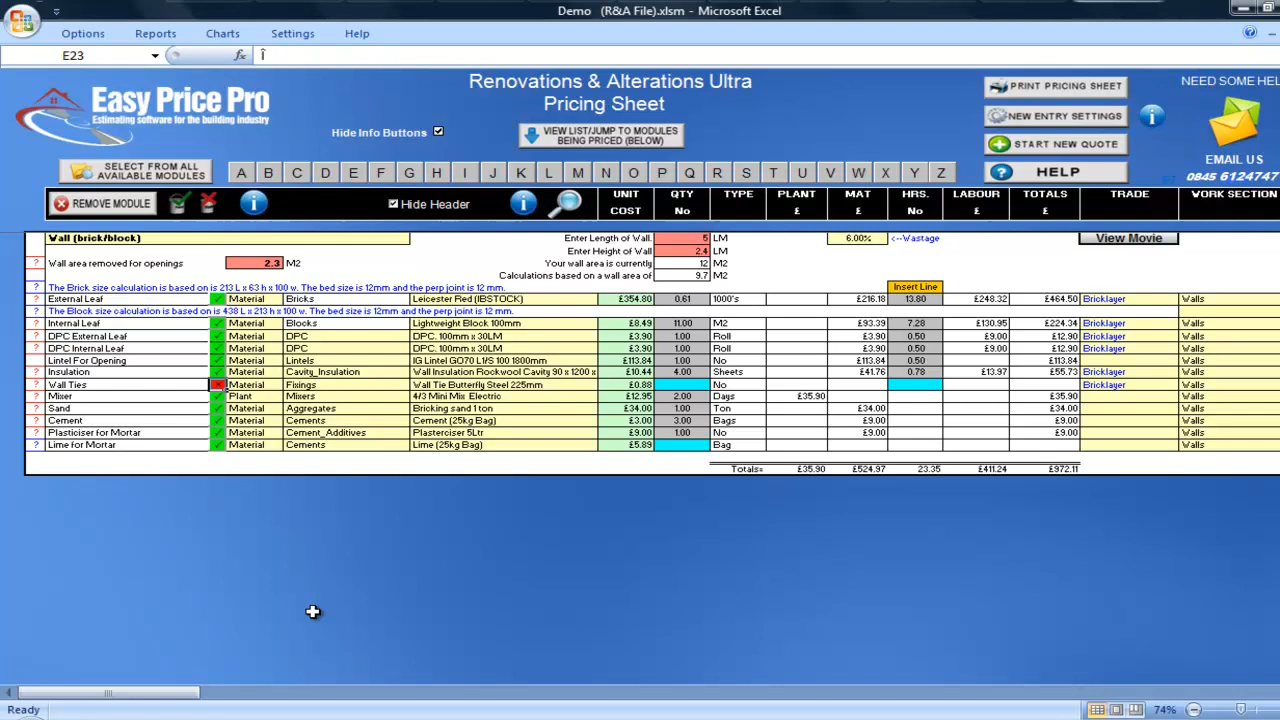 Demo (R&A File).xlsm - Microsoft Excel
Options Reports Charts Settings Help
E23 fx Î
Renovations & Alterations Ultra
Pricing Sheet
Easy Price Pro
Estimating software for the building industry
Hide Info Buttons
VIEW LIST/JUMP TO MODULES
BEING PRICED (BELOW)
PRINT PRICING SHEET
NEW ENTRY SETTINGS
START NEW QUOTE
HELP
NEED SOME HEL
EMAIL US
0845 6124747
SELECT FROM ALL
AVAILABLE MODULES
A B C D E F G H I J K L M N O P Q R S T U V W X Y Z
REMOVE MODULE Hide Header
UNIT COST QTY No TYPE PLANT £ MAT £ HRS. No LABOUR £ TOTALS £ TRADE WORK SECTION
Wall (brick/block) Enter Length of Wall. 5 LM 6.00% <--Wastage View Movie
Enter Height of Wall 2.4 LM
? Wall area removed for openings 2.3 M2 Your wall area is currently 12 M2
Calculations based on a wall area of 9.7 M2
? The Brick size calculation is based on is 213 L x 63 h x 100 w. The bed size is 12mm and the perp joint is 12 mm. Insert Line
? External Leaf Material Bricks Leicester Red (IBSTOCK) £354.80 0.61 1000's £216.18 13.80 £248.32 £464.50 Bricklayer Walls
? The Block size calculation is based on is 438 L x 213 h x 100 w. The bed size is 12mm and the perp joint is 12 mm.
? Internal Leaf Material Blocks Lightweight Block 100mm £8.49 11.00 M2 £93.39 7.28 £130.95 £224.34 Bricklayer Walls
DPC External Leaf Material DPC DPC. 100mm x 30LM £3.90 1.00 Roll £3.90 0.50 £9.00 £12.90 Bricklayer Walls
DPC Internal Leaf Material DPC DPC. 100mm x 30LM £3.90 1.00 Roll £3.90 0.50 £9.00 £12.90 Bricklayer Walls
Lintel For Opening Material Lintels IG Lintel GO70 L1/S 100 1800mm £113.84 1.00 No £113.84 £113.84 Walls
? Insulation Material Cavity_Insulation Wall Insulation Rockwool Cavity 90 x 1200 x £10.44 4.00 Sheets £41.76 0.78 £13.97 £55.73 Bricklayer Walls
? Wall Ties Material Fixings Wall Tie Butterfly Steel 225mm £0.88 No Bricklayer Walls
? Mixer Plant Mixers 4/3 Mini Mix Electric £12.95 2.00 Days £35.90 £35.90 Walls
? Sand Material Aggregates Bricking sand 1 ton £34.00 1.00 Ton £34.00 £34.00 Walls
? Cement Material Cements Cement (25kg Bag) £3.00 3.00 Bags £9.00 £9.00 Walls
? Plasticiser for Mortar Material Cement_Additives Plasterciser 5Ltr £9.00 1.00 No £9.00 £9.00 Walls
? Lime for Mortar Material Cements Lime (25kg Bag) £5.89 Bag Walls
Totals= £35.90 £524.97 23.35 £411.24 £972.11
Ready 74%